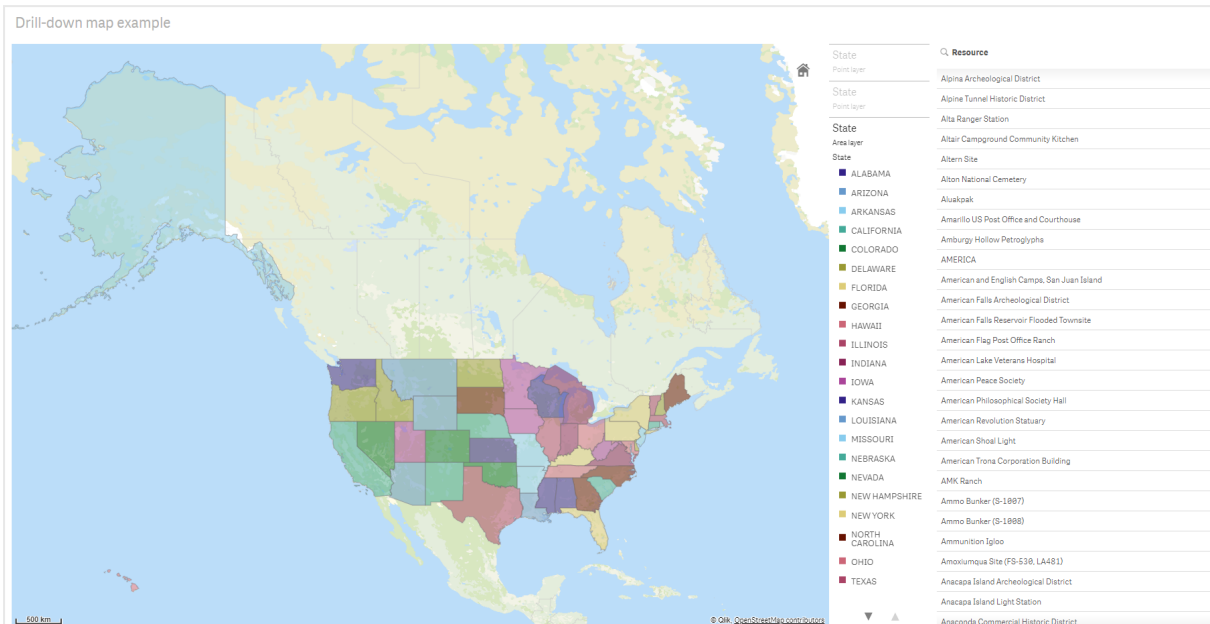 Drill-down map example
500 km
© Qlik, OpenStreetMap contributors
State
Point layer
State
Point layer
State
Area layer
State
ALABAMA
ARIZONA
ARKANSAS
CALIFORNIA
COLORADO
DELAWARE
FLORIDA
GEORGIA
HAWAII
ILLINOIS
INDIANA
IOWA
KANSAS
LOUISIANA
MISSOURI
NEBRASKA
NEVADA
NEW HAMPSHIRE
NEW YORK
NORTH
CAROLINA
OHIO
TEXAS
Resource
Alpina Archeological District
Alpine Tunnel Historic District
Alta Ranger Station
Altair Campground Community Kitchen
Altern Site
Alton National Cemetery
Aluakpak
Amarillo US Post Office and Courthouse
Amburgy Hollow Petroglyphs
AMERICA
American and English Camps, San Juan Island
American Falls Archeological District
American Falls Reservoir Flooded Townsite
American Flag Post Office Ranch
American Lake Veterans Hospital
American Peace Society
American Philosophical Society Hall
American Revolution Statuary
American Shoal Light
American Trona Corporation Building
AMK Ranch
Ammo Bunker (S-1007)
Ammo Bunker (S-1008)
Ammunition Igloo
Amoxiumqua Site (FS-530, LA481)
Anacapa Island Archeological District
Anacapa Island Light Station
Anaconda Commercial Historic District